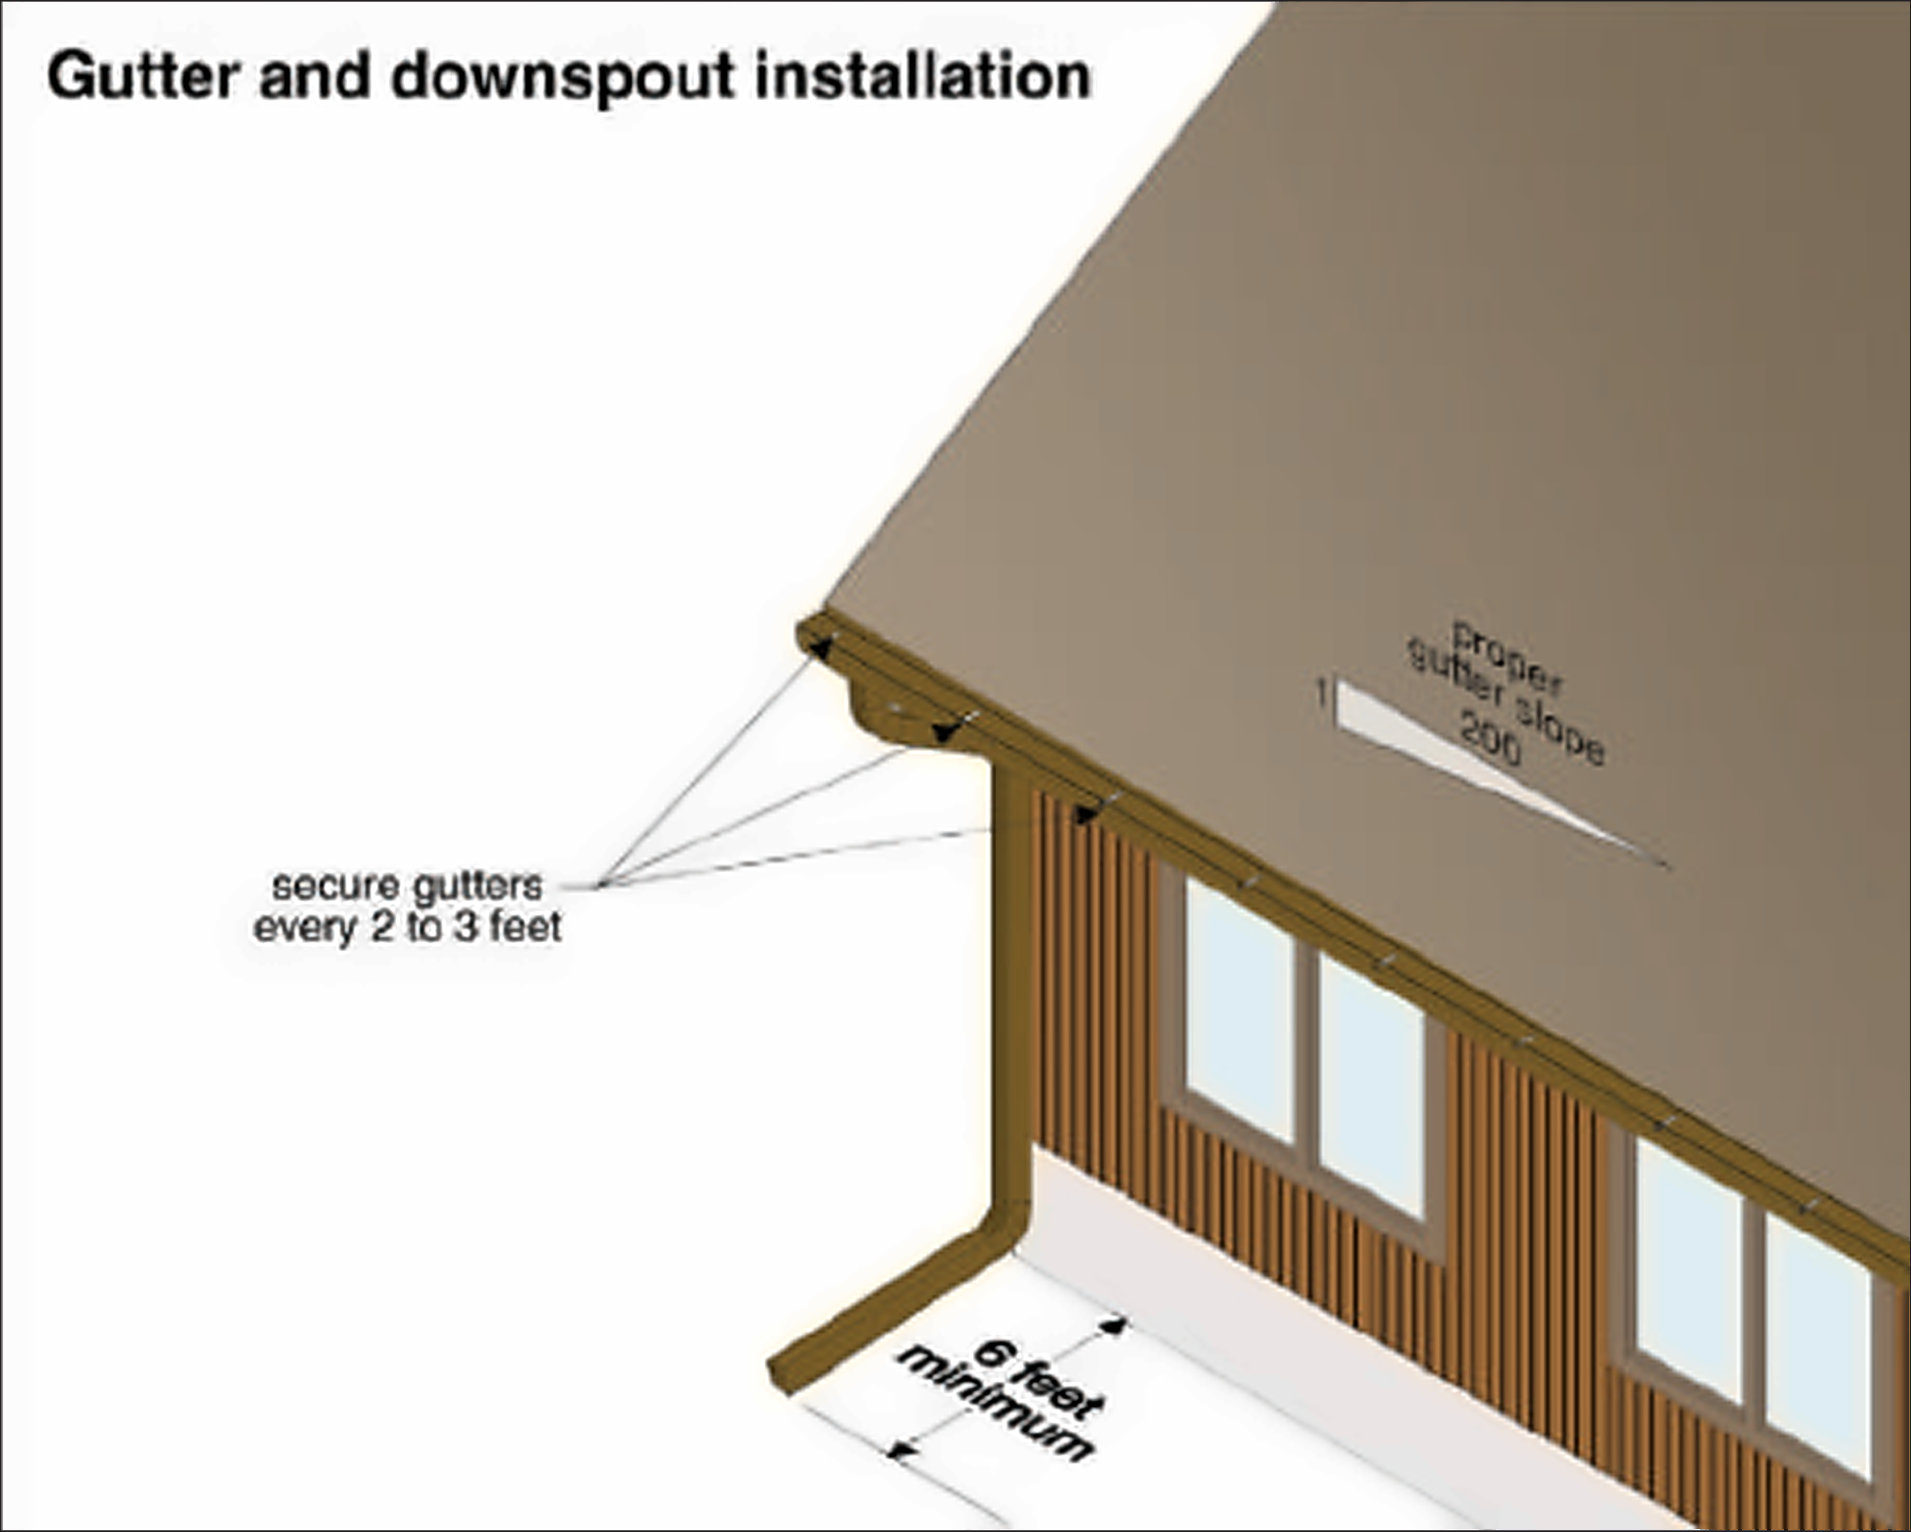 Gutter and downspout installation
proper
gutter slope
1
200
secure gutters
every 2 to 3 feet
6 feet
minimum